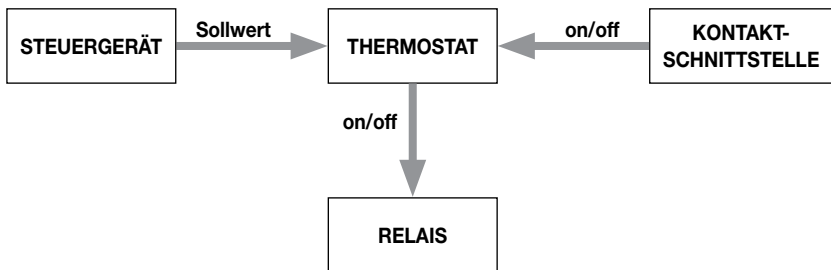 STEUERGERÄT
Sollwert
THERMOSTAT
on/off
KONTAKT-
SCHNITTSTELLE
on/off
RELAIS